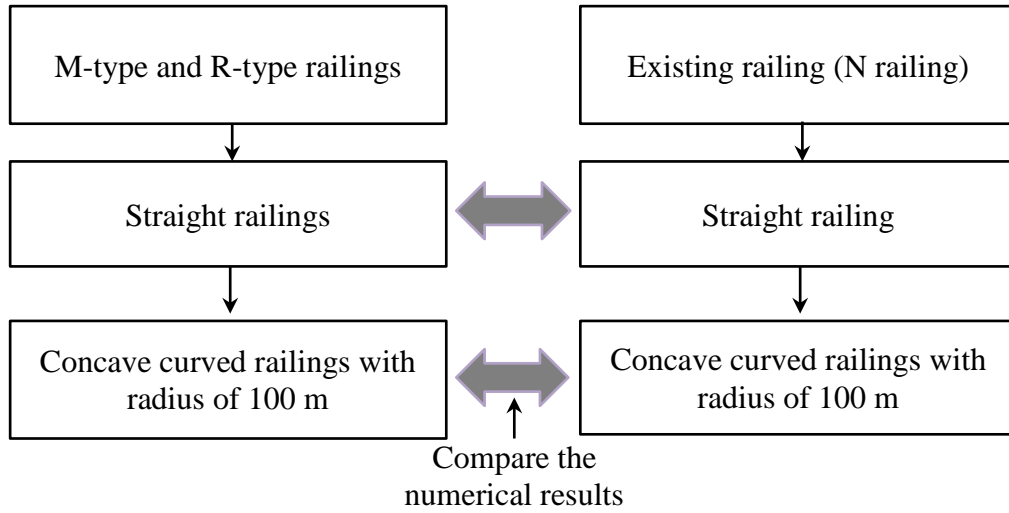 M-type and R-type railings
Existing railing (N railing)
Straight railings
Straight railing
Concave curved railings with
radius of 100 m
Concave curved railings with
radius of 100 m
Compare the
numerical results